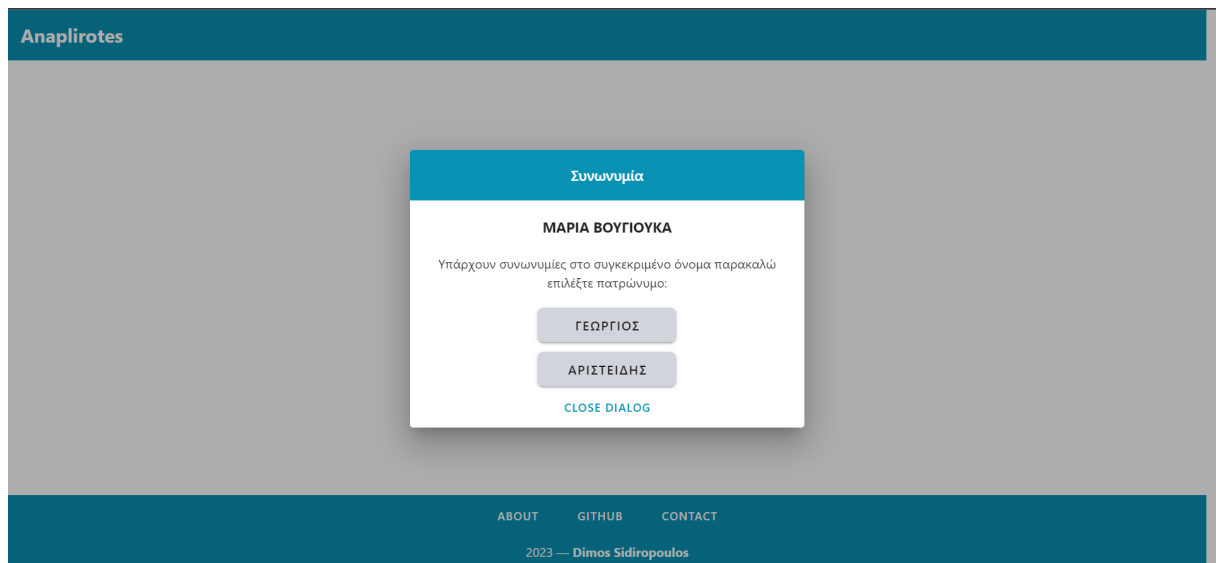 Anaplirotes
Συνωνυμία
ΜΑΡΙΑ ΒΟΥΓΙΟΥΚΑ
Υπάρχουν συνωνυμίες στο συγκεκριμένο όνομα παρακαλώ
επιλέξτε πατρώνυμο:
ΓΕΩΡΓΙΟΣ
ΑΡΙΣΤΕΙΔΗΣ
CLOSE DIALOG
ABOUT GITHUB CONTACT
2023 — Dimos Sidiropoulos